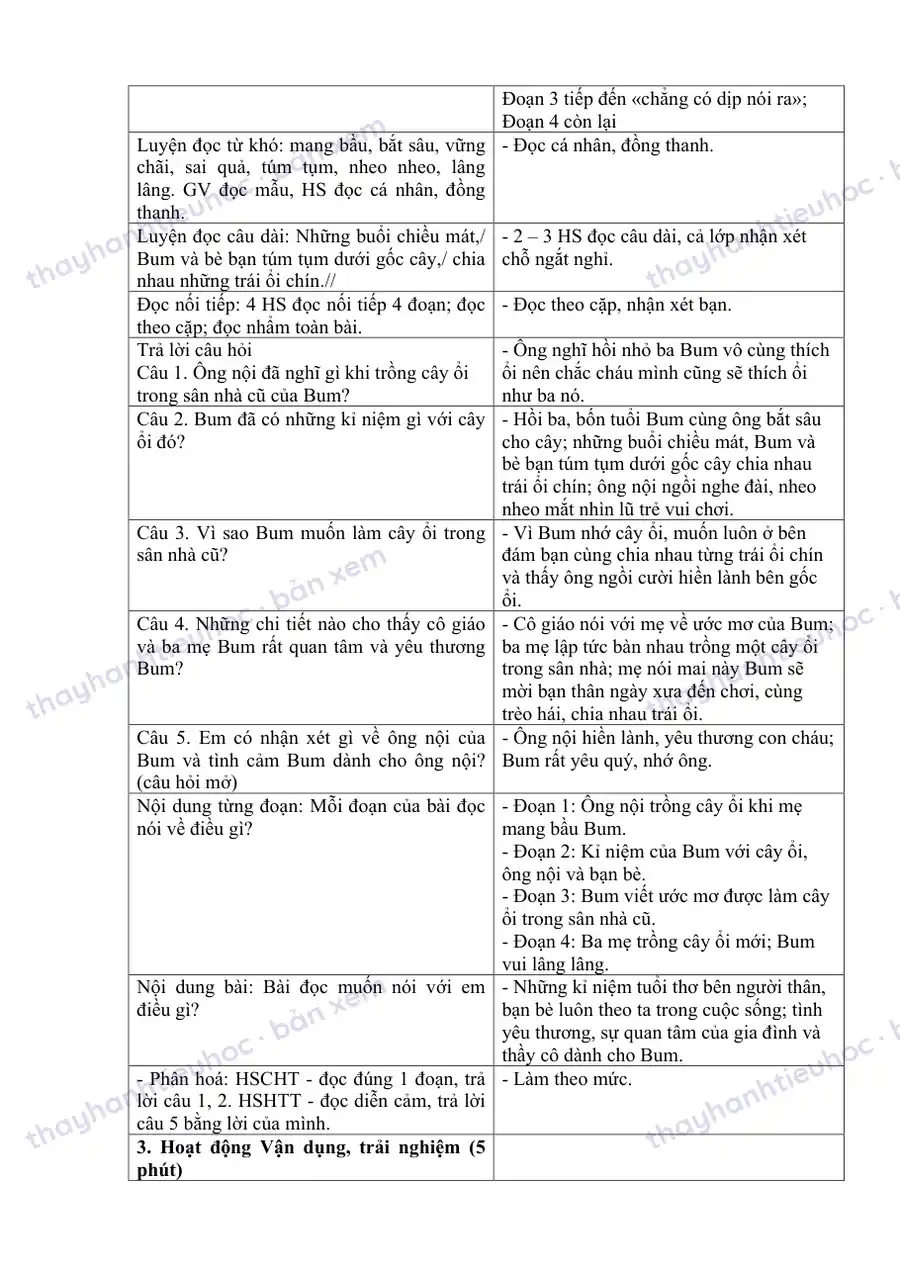 Đoạn 3 tiếp đến «chẳng có dịp nói ra»;
Đoạn 4 còn lại
Luyện đọc từ khó: mang bầu, bắt sâu, vững
chãi, sai quả, túm tụm, nheo nheo, lâng
lâng. GV đọc mẫu, HS đọc cá nhân, đồng
thanh.
- Đọc cá nhân, đồng thanh.
Luyện đọc câu dài: Những buổi chiều mát,/
Bum và bè bạn túm tụm dưới gốc cây,/ chia
nhau những trái ổi chín.//
- 2 – 3 HS đọc câu dài, cả lớp nhận xét
chỗ ngắt nghỉ.
Đọc nối tiếp: 4 HS đọc nối tiếp 4 đoạn; đọc
theo cặp; đọc nhẩm toàn bài.
- Đọc theo cặp, nhận xét bạn.
Trả lời câu hỏi
Câu 1. Ông nội đã nghĩ gì khi trồng cây ổi
trong sân nhà cũ của Bum?
- Ông nghĩ hồi nhỏ ba Bum vô cùng thích
ổi nên chắc cháu mình cũng sẽ thích ổi
như ba nó.
Câu 2. Bum đã có những kỉ niệm gì với cây
ổi đó?
- Hồi ba, bốn tuổi Bum cùng ông bắt sâu
cho cây; những buổi chiều mát, Bum và
bè bạn túm tụm dưới gốc cây chia nhau
trái ổi chín; ông nội ngồi nghe đài, nheo
nheo mắt nhìn lũ trẻ vui chơi.
Câu 3. Vì sao Bum muốn làm cây ổi trong
sân nhà cũ?
- Vì Bum nhớ cây ổi, muốn luôn ở bên
đám bạn cùng chia nhau từng trái ổi chín
và thấy ông ngồi cười hiền lành bên gốc
ổi.
Câu 4. Những chi tiết nào cho thấy cô giáo
và ba mẹ Bum rất quan tâm và yêu thương
Bum?
- Cô giáo nói với mẹ về ước mơ của Bum;
ba mẹ lập tức bàn nhau trồng một cây ổi
trong sân nhà; mẹ nói mai này Bum sẽ
mời bạn thân ngày xưa đến chơi, cùng
trèo hái, chia nhau trái ổi.
Câu 5. Em có nhận xét gì về ông nội của
Bum và tình cảm Bum dành cho ông nội?
(câu hỏi mở)
- Ông nội hiền lành, yêu thương con cháu;
Bum rất yêu quý, nhớ ông.
Nội dung từng đoạn: Mỗi đoạn của bài đọc
nói về điều gì?
- Đoạn 1: Ông nội trồng cây ổi khi mẹ
mang bầu Bum.
- Đoạn 2: Kỉ niệm của Bum với cây ổi,
ông nội và bạn bè.
- Đoạn 3: Bum viết ước mơ được làm cây
ổi trong sân nhà cũ.
- Đoạn 4: Ba mẹ trồng cây ổi mới; Bum
vui lâng lâng.
Nội dung bài: Bài đọc muốn nói với em
điều gì?
- Những kỉ niệm tuổi thơ bên người thân,
bạn bè luôn theo ta trong cuộc sống; tình
yêu thương, sự quan tâm của gia đình và
thầy cô dành cho Bum.
- Phân hoá: HSCHT - đọc đúng 1 đoạn, trả
lời câu 1, 2. HSHTT - đọc diễn cảm, trả lời
câu 5 bằng lời của mình.
- Làm theo mức.
3. Hoạt động Vận dụng, trải nghiệm (5
phút)
thayhanhtieuhoc · bản xem
thayhanhtieuhoc · b
thayhanhtieuhoc · bản xem
thayhanhtieuhoc · b
thayhanhtieuhoc · bản xem
thayhanhtieuhoc · b